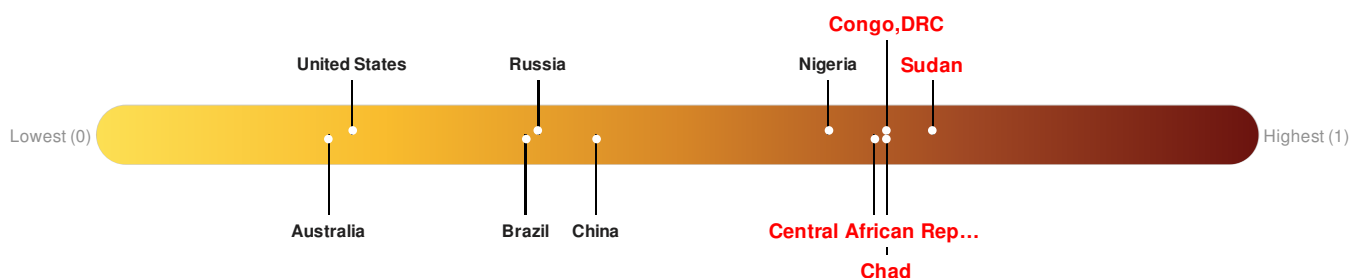 Congo,DRC
United States
Russia
Nigeria
Sudan
Lowest (0)
Highest (1)
Australia
Brazil
China
Central African Rep…
Chad